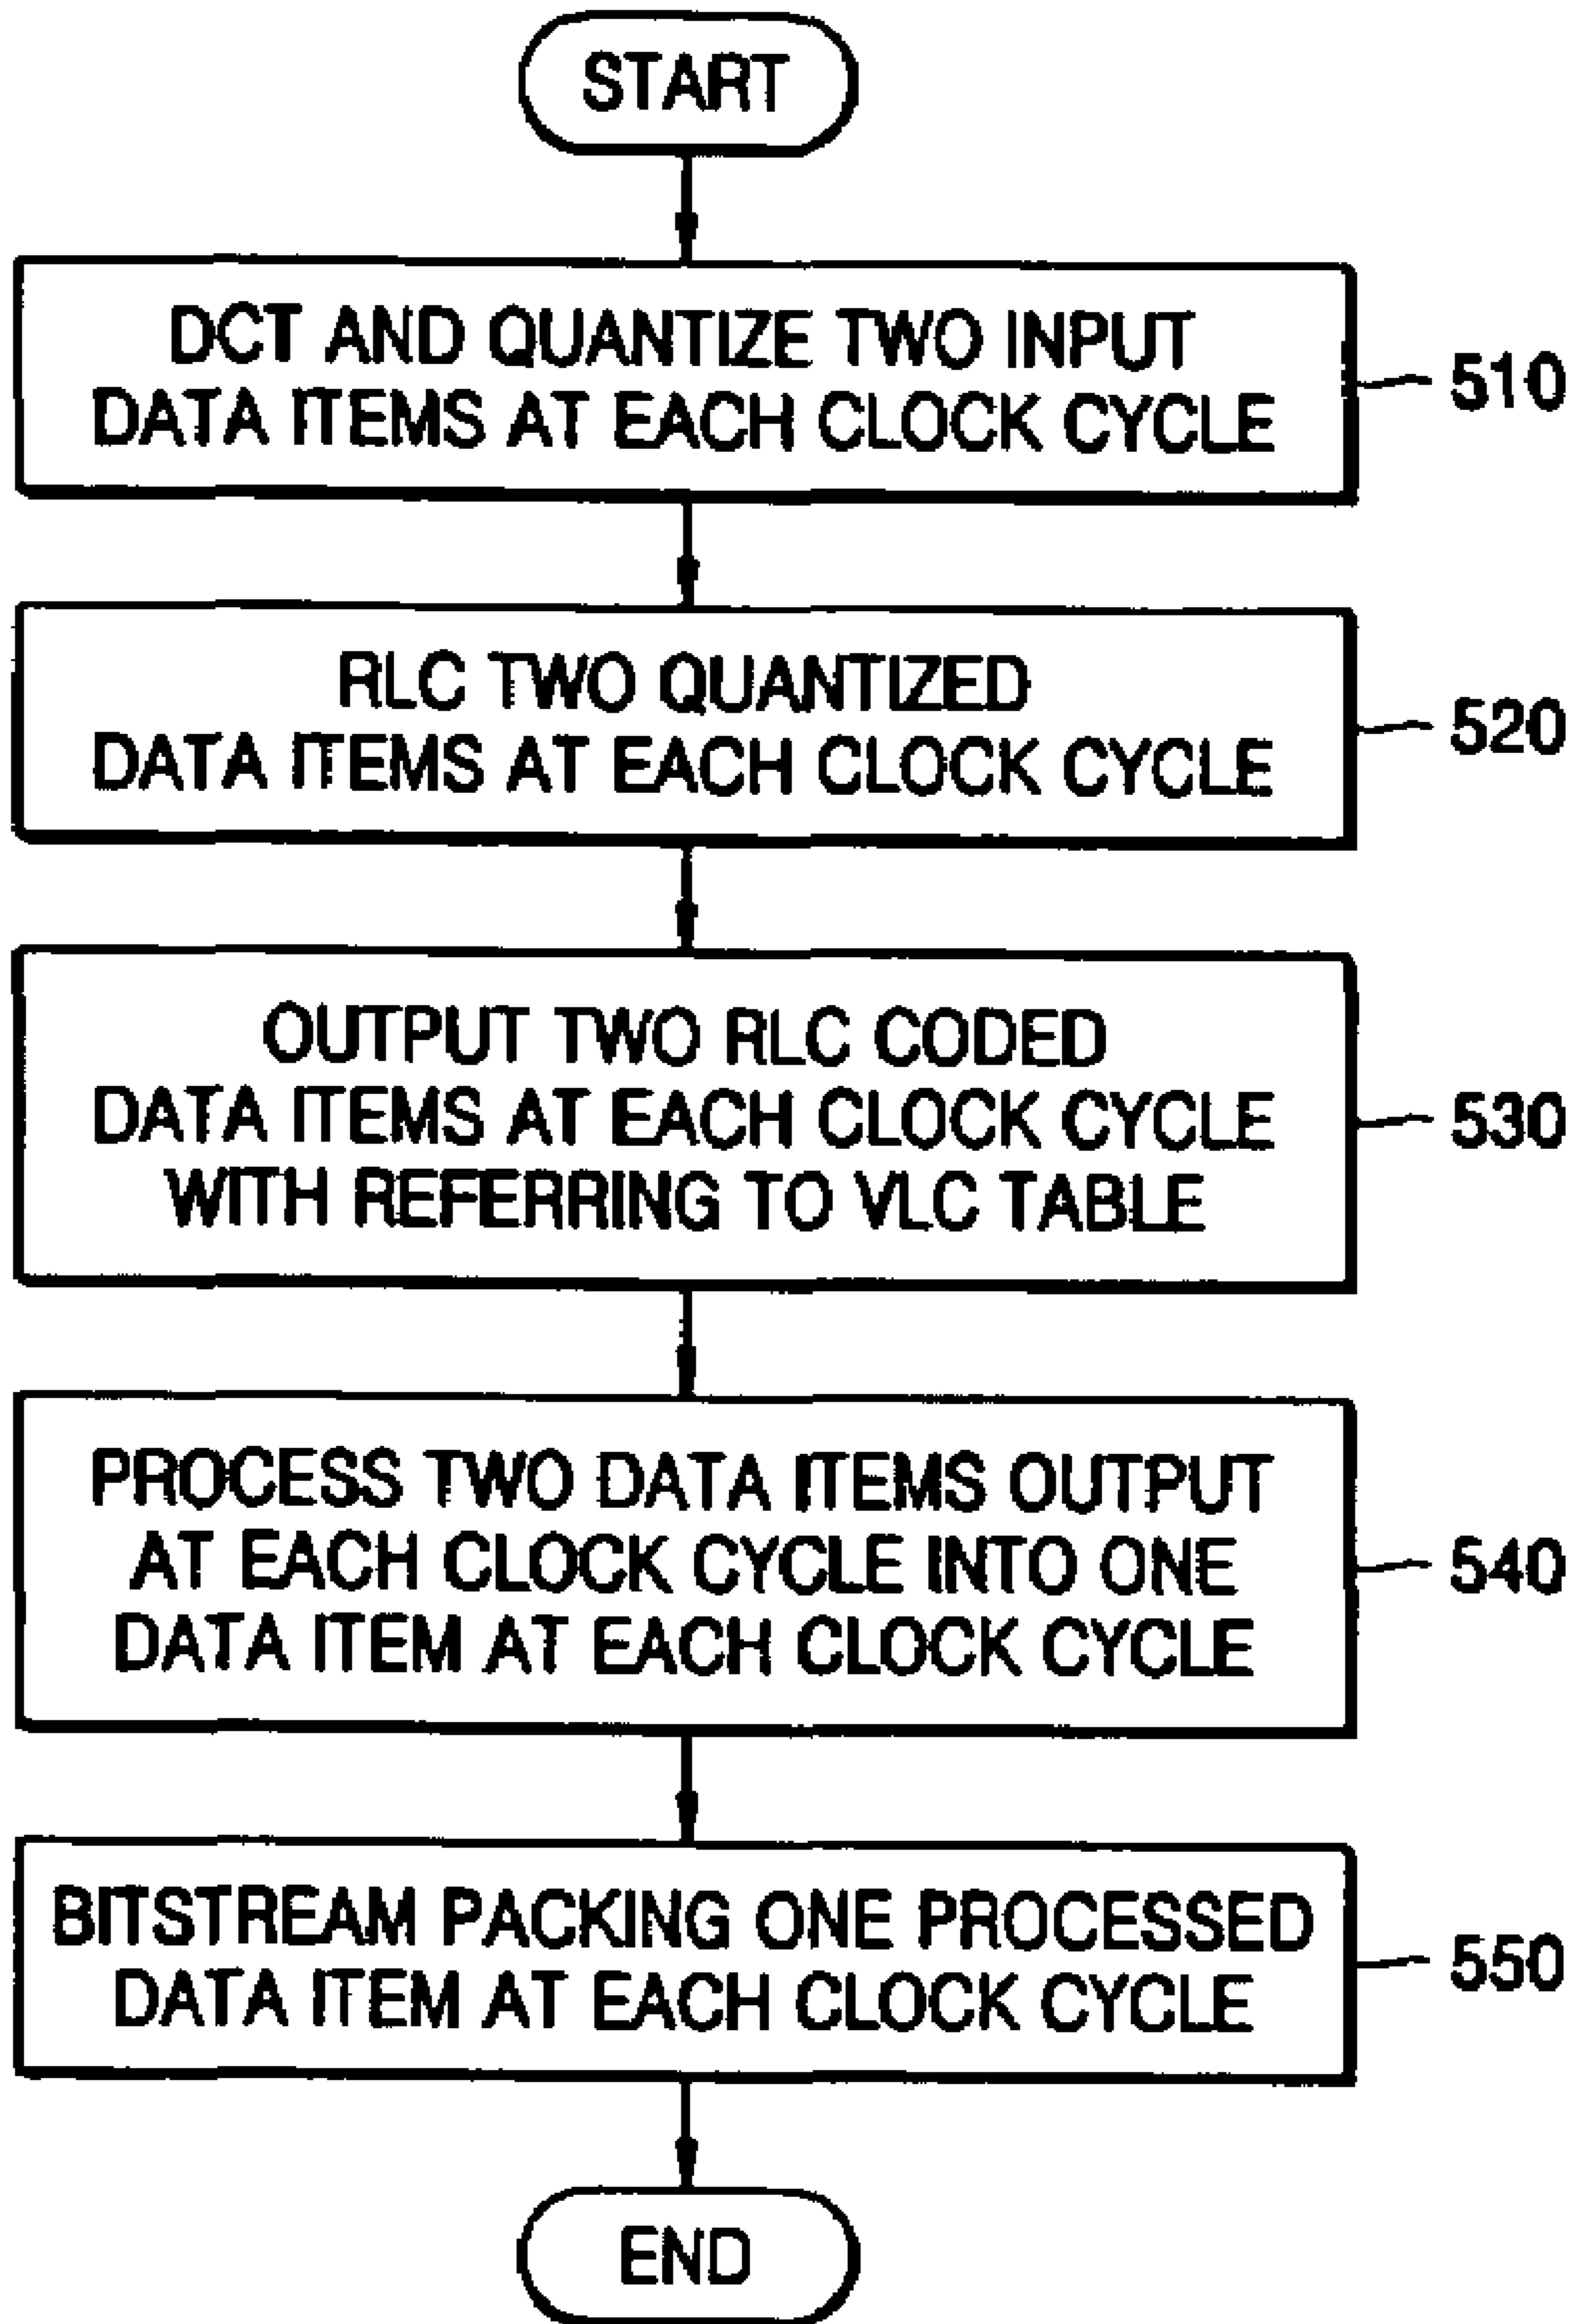 START
DCT AND QUANTIZE TWO INPUT
DATA ITEMS AT EACH CLOCK CYCLE
510
RLC TWO QUANTIZED
DATA ITEMS AT EACH CLOCK CYCLE
520
OUTPUT TWO RLC CODED
DATA ITEMS AT EACH CLOCK CYCLE
WITH REFERRING TO VLC TABLE
530
PROCESS TWO DATA ITEMS OUTPUT
AT EACH CLOCK CYCLE INTO ONE
DATA ITEM AT EACH CLOCK CYCLE
540
BITSTREAM PACKING ONE PROCESSED
DATA ITEM AT EACH CLOCK CYCLE
550
END